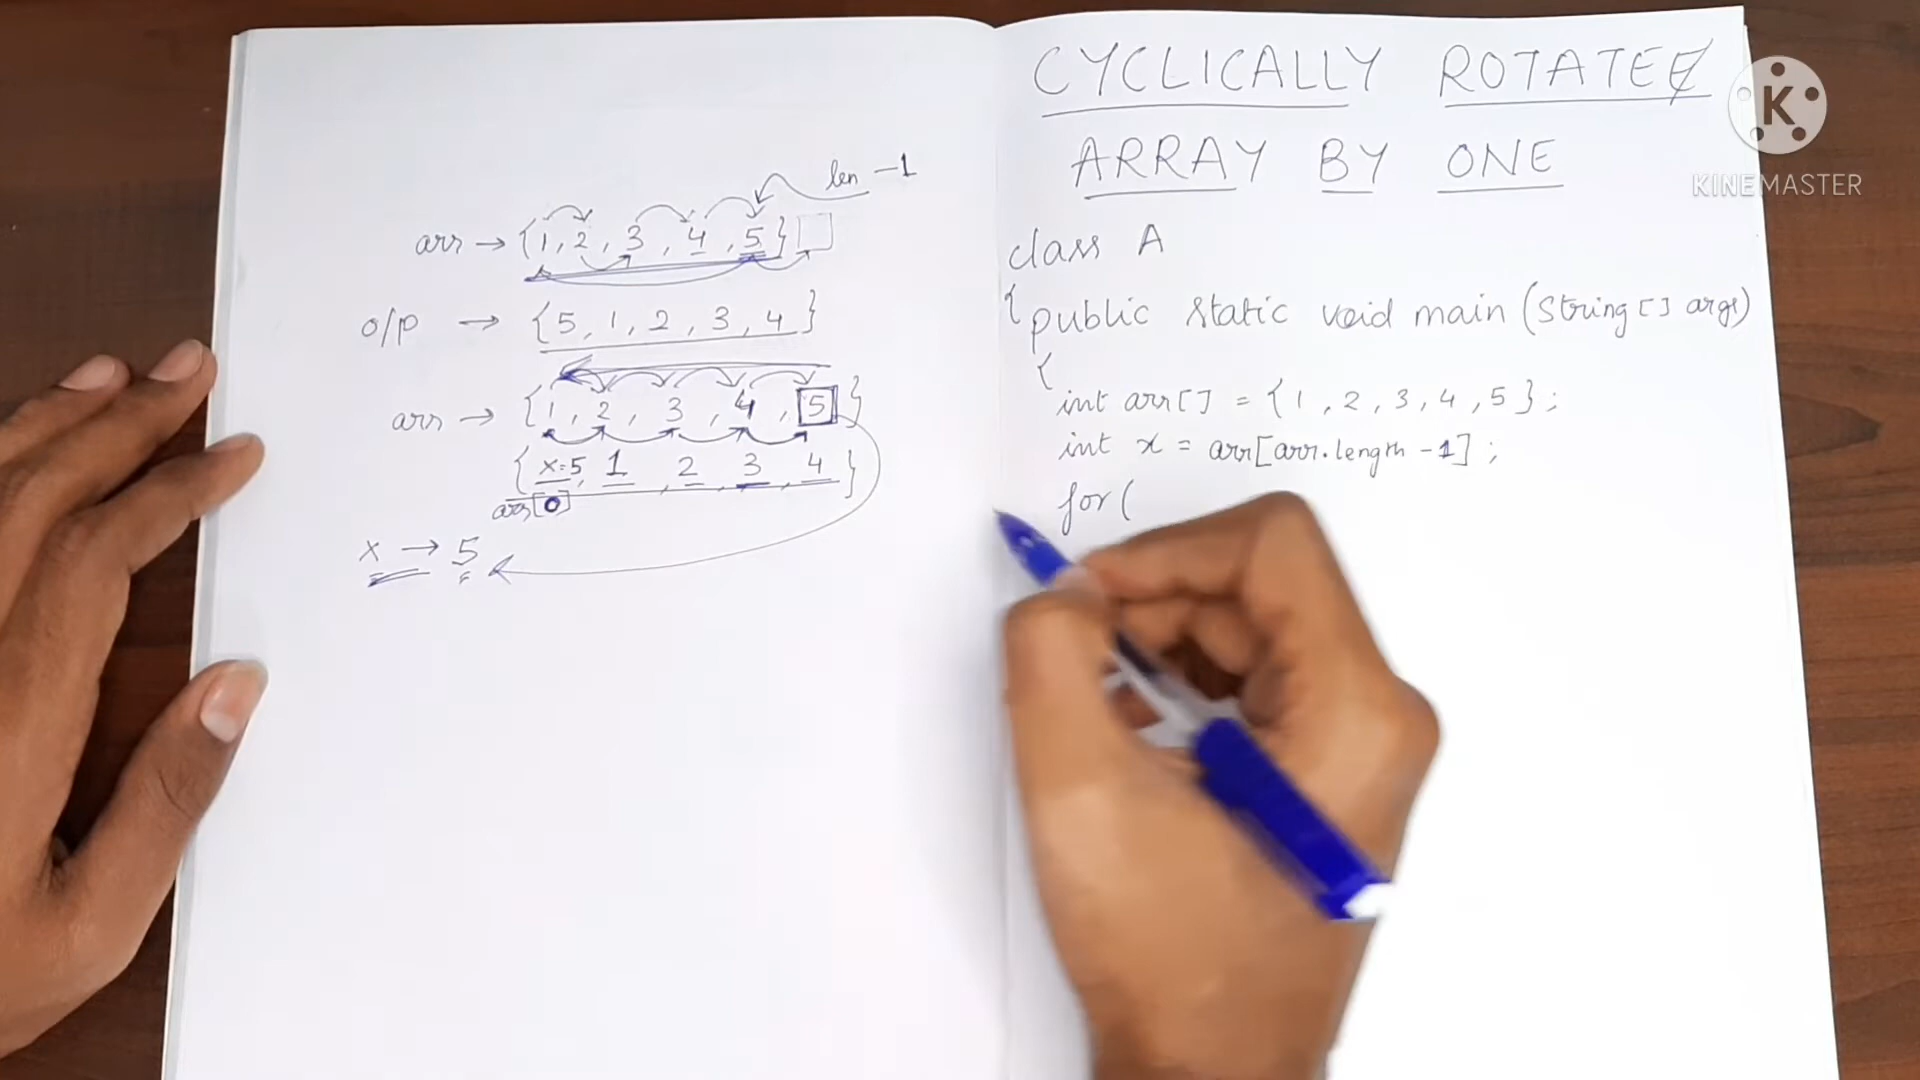 len - 1
arr → {1, 2, 3, 4, 5}
o/p → {5, 1, 2, 3, 4}
arr → {1, 2, 3, 4, 5}
{x=5, 1, 2, 3, 4}
arr[0]
x → 5
CYCLICALLY ROTATE
ARRAY BY ONE
class A
{ public static void main (String [] args)
{
int arr[] = {1, 2, 3, 4, 5};
int x = arr[arr.length - 1];
for (
K
KINEMASTER